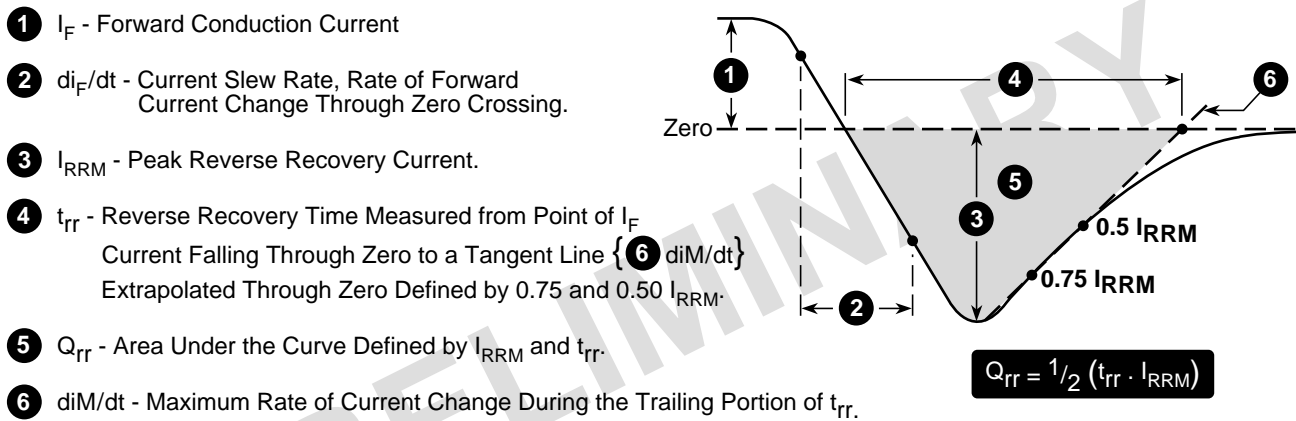 1 I_F - Forward Conduction Current
2 di_F/dt - Current Slew Rate, Rate of Forward
Current Change Through Zero Crossing.
3 I_RRM - Peak Reverse Recovery Current.
4 t_rr - Reverse Recovery Time Measured from Point of I_F
Current Falling Through Zero to a Tangent Line {6 diM/dt}
Extrapolated Through Zero Defined by 0.75 and 0.50 I_RRM.
5 Q_rr - Area Under the Curve Defined by I_RRM and t_rr.
6 diM/dt - Maximum Rate of Current Change During the Trailing Portion of t_rr.
1
4
6
Zero
5
3
0.5 I_RRM
0.75 I_RRM
2
Q_rr = 1/2 (t_rr . I_RRM)
PRELIMINARY